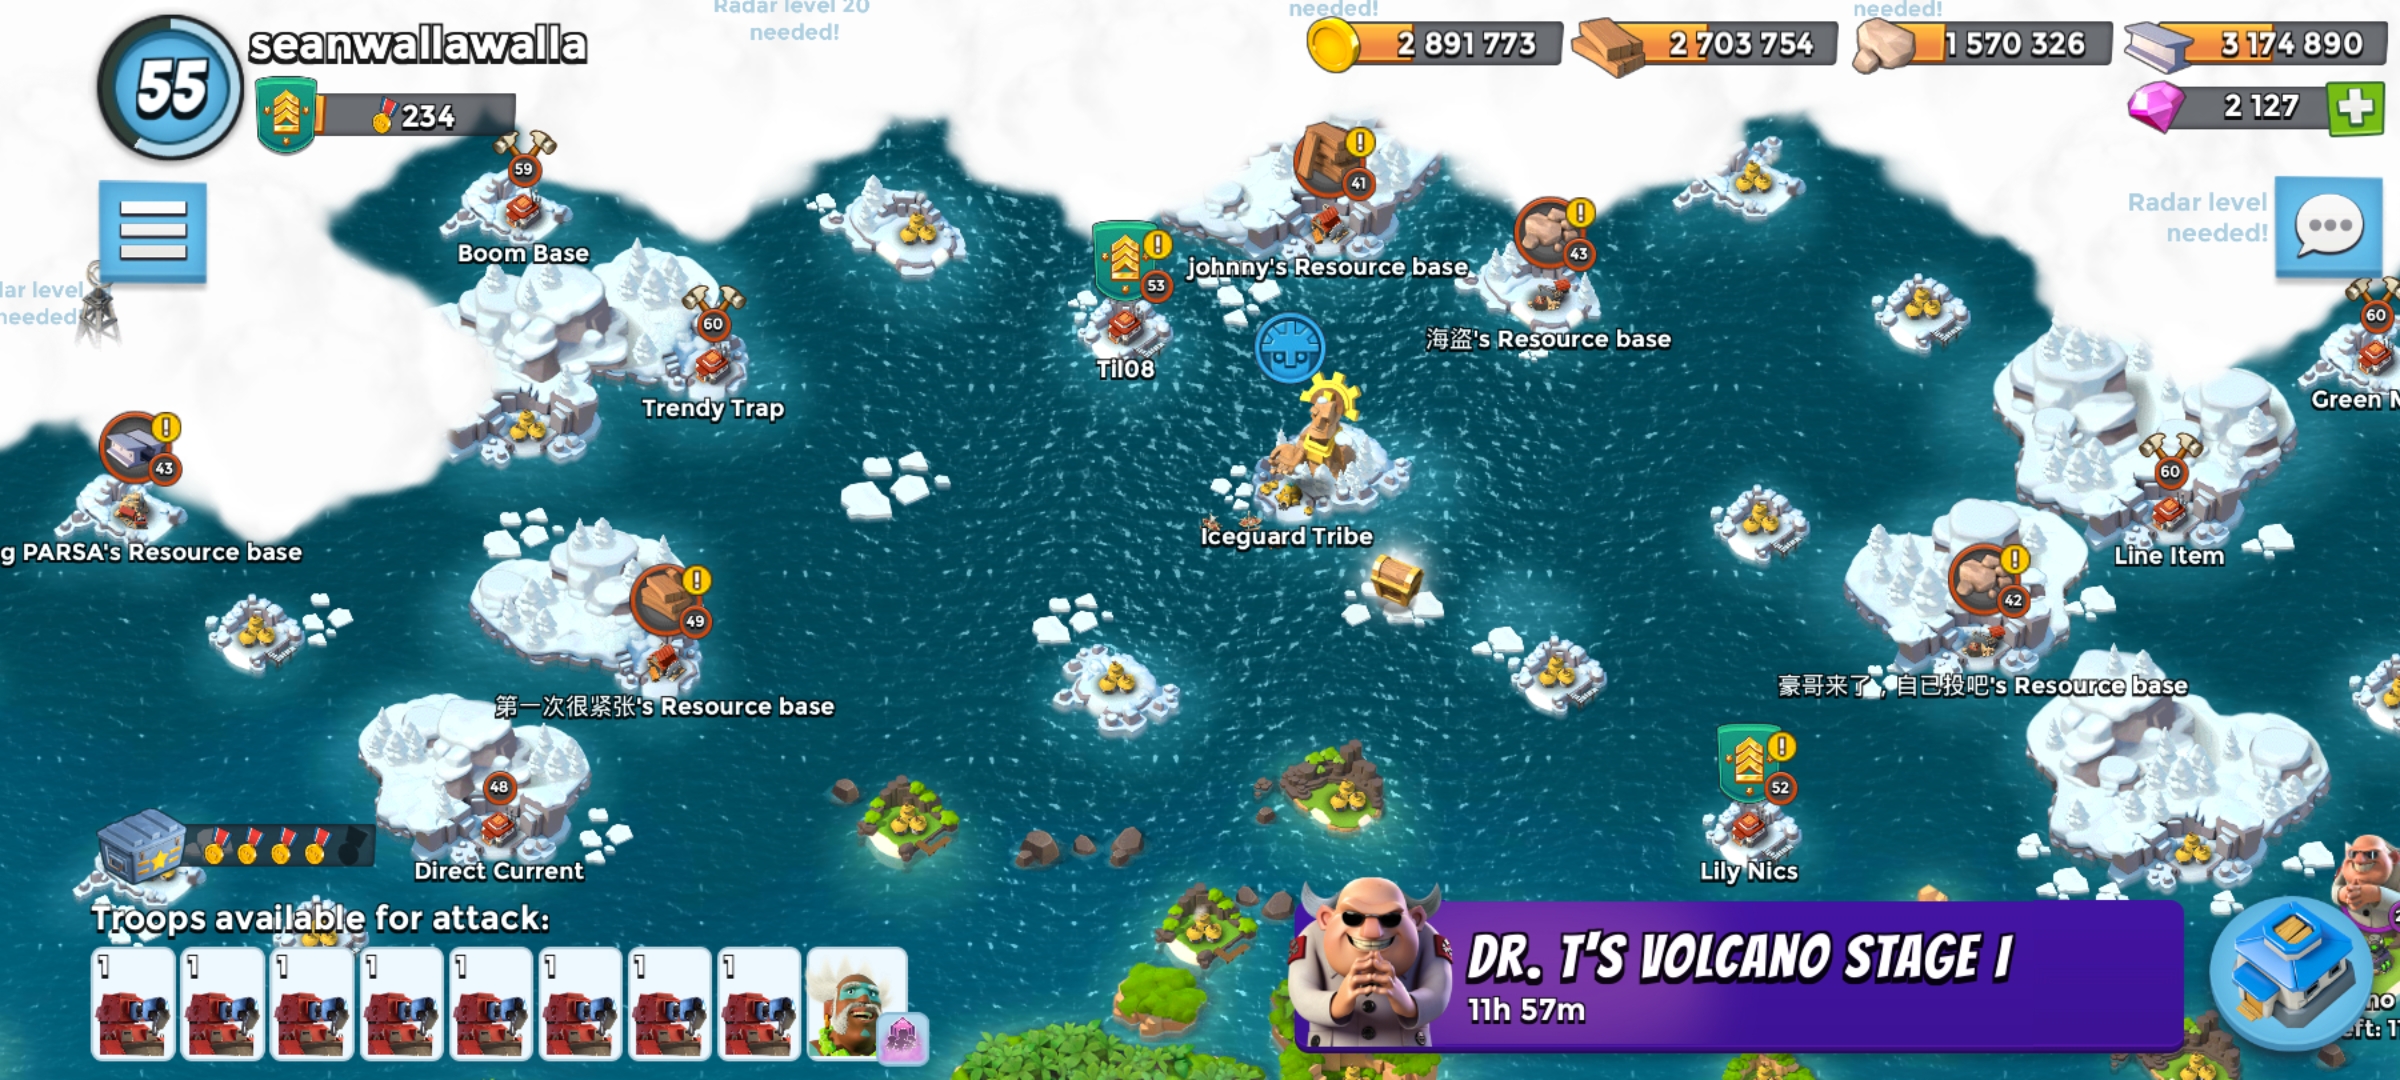 Radar level 20
needed!
needed!
needed!
55
seanwallawalla
234
2 891 773
2 703 754
1 570 326
3 174 890
2 127
59
Boom Base
41
johnny's Resource base
43
海盗's Resource base
53
Til08
Radar level
needed!
level
needed!
60
Trendy Trap
60
Green
43
g PARSA's Resource base
Iceguard Tribe
60
Line Item
49
第一次很紧张's Resource base
42
豪哥来了，自己投吧's Resource base
48
Direct Current
52
Lily Nics
Troops available for attack:
1
1
1
1
1
1
1
1
DR. T'S VOLCANO STAGE I
11h 57m